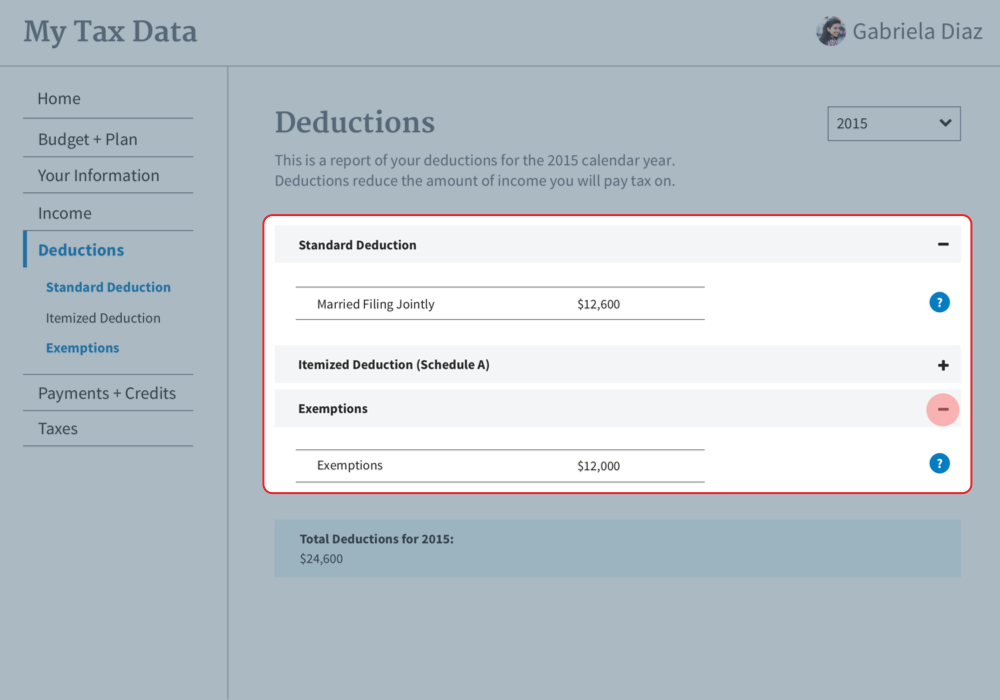 My Tax Data
Gabriela Diaz
Home
Budget + Plan
Your Information
Income
Deductions
Standard Deduction
Itemized Deduction
Exemptions
Payments + Credits
Taxes
Deductions
2015
This is a report of your deductions for the 2015 calendar year.
Deductions reduce the amount of income you will pay tax on.
Standard Deduction
Married Filing Jointly $12,600
?
Itemized Deduction (Schedule A)
Exemptions
Exemptions $12,000
?
Total Deductions for 2015:
$24,600